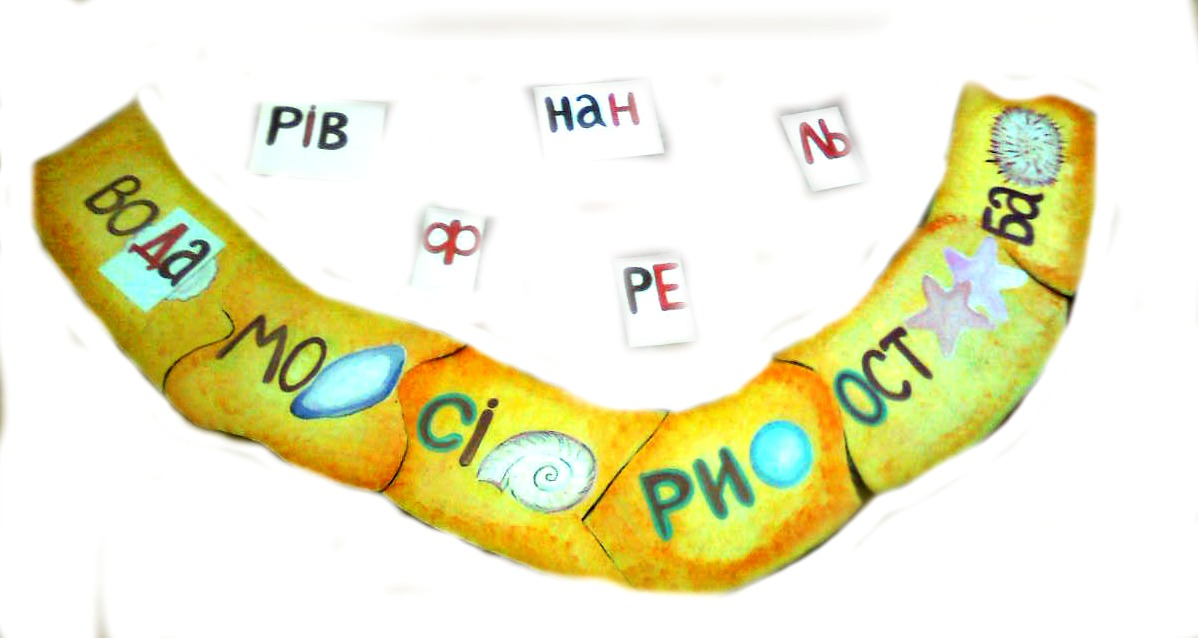 РІВ
наН
ль
Ф
РЕ
ВОда
МО
Сі
РИ
ОСТ
Ба